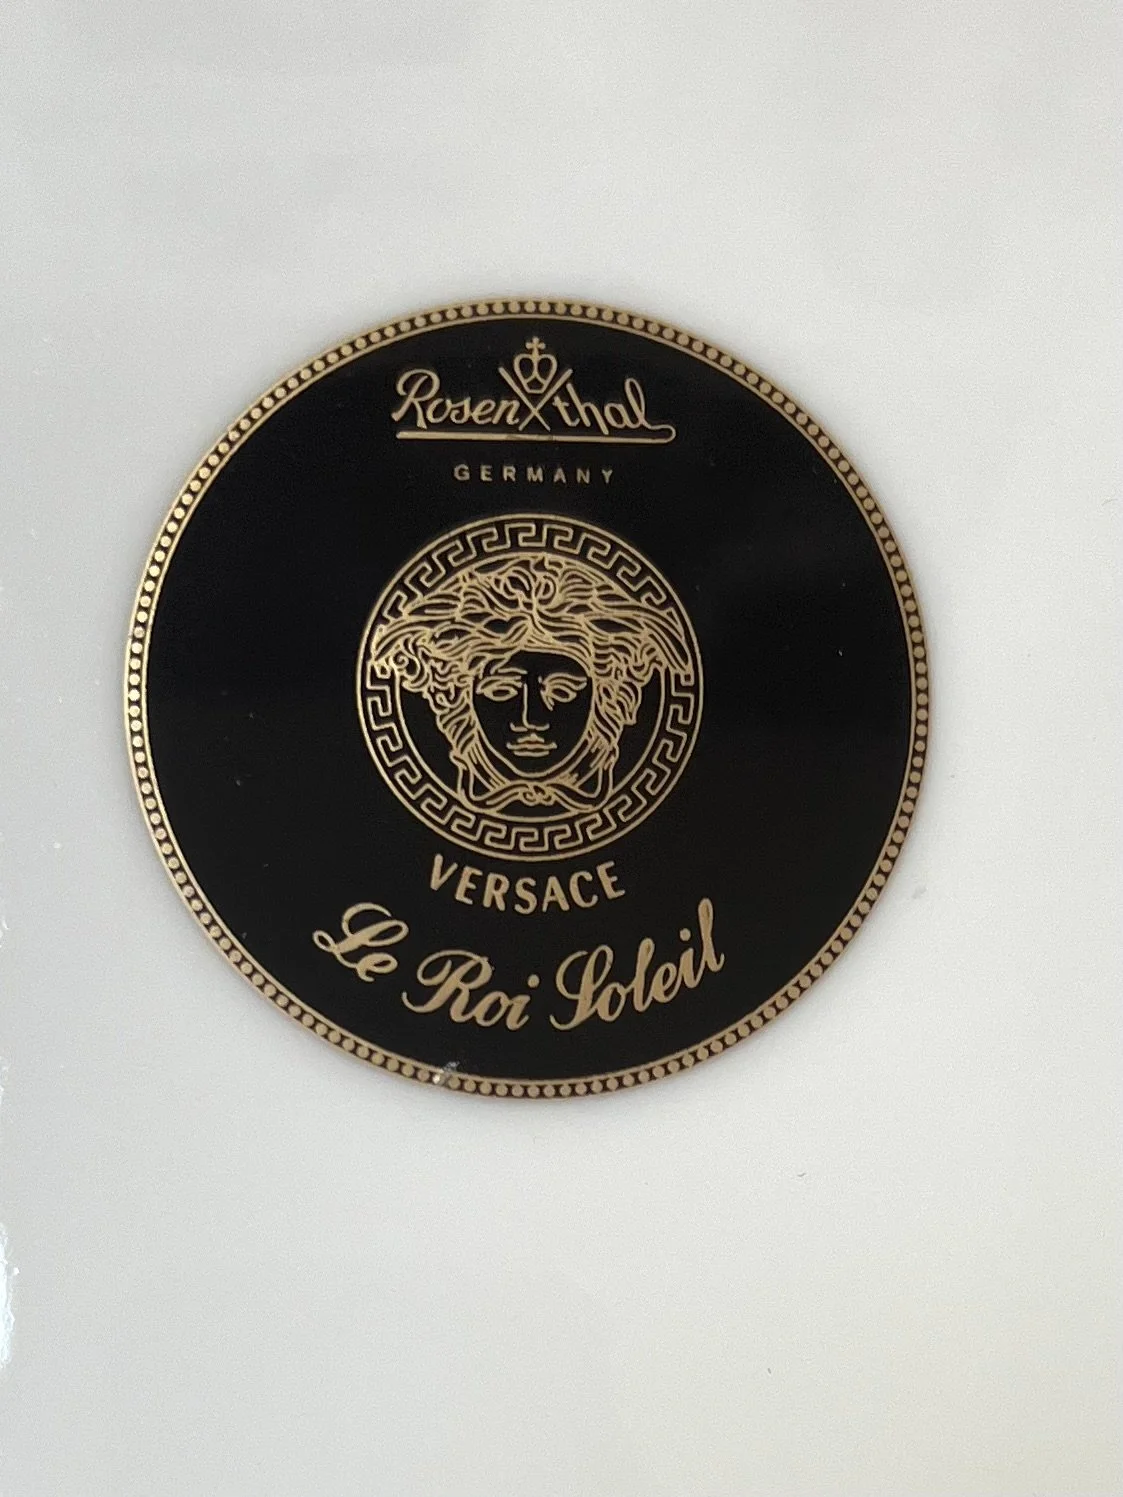 Rosenthal
GERMANY
VERSACE
Le Roi Soleil